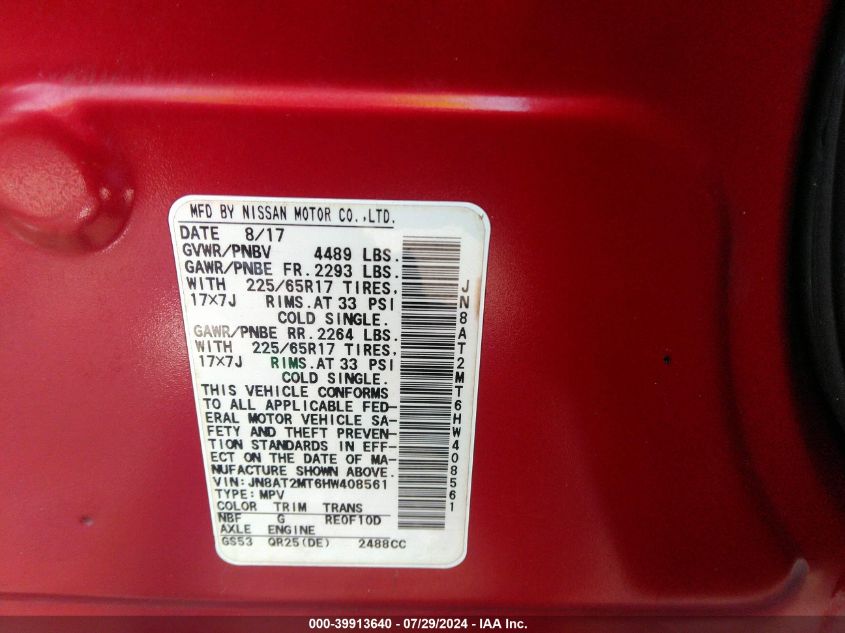 MFD BY NISSAN MOTOR CO.,LTD.
DATE 8/17
GVWR/PNBV 4489 LBS.
GAWR/PNBE FR.2293 LBS.
WITH 225/65R17 TIRES,
17×7J RIMS.AT 33 PSI
COLD SINGLE.
GAWR/PNBE RR.2264 LBS.
WITH 225/65R17 TIRES,
17×7J RIMS.AT 33 PSI
COLD SINGLE.
THIS VEHICLE CONFORMS
TO ALL APPLICABLE FED-
ERAL MOTOR VEHICLE SA-
FETY AND THEFT PREVEN-
TION STANDARDS IN EFF-
ECT ON THE DATE OF MA-
NUFACTURE SHOWN ABOVE.
VIN: JN8AT2MT6HW408561
TYPE: MPV
COLOR TRIM TRANS
NBF G RE0F10D
AXLE ENGINE
GS53 QR25(DE) 2488CC
JN8AT2MT6HW408561
000-39913640 - 07/29/2024 - IAA Inc.